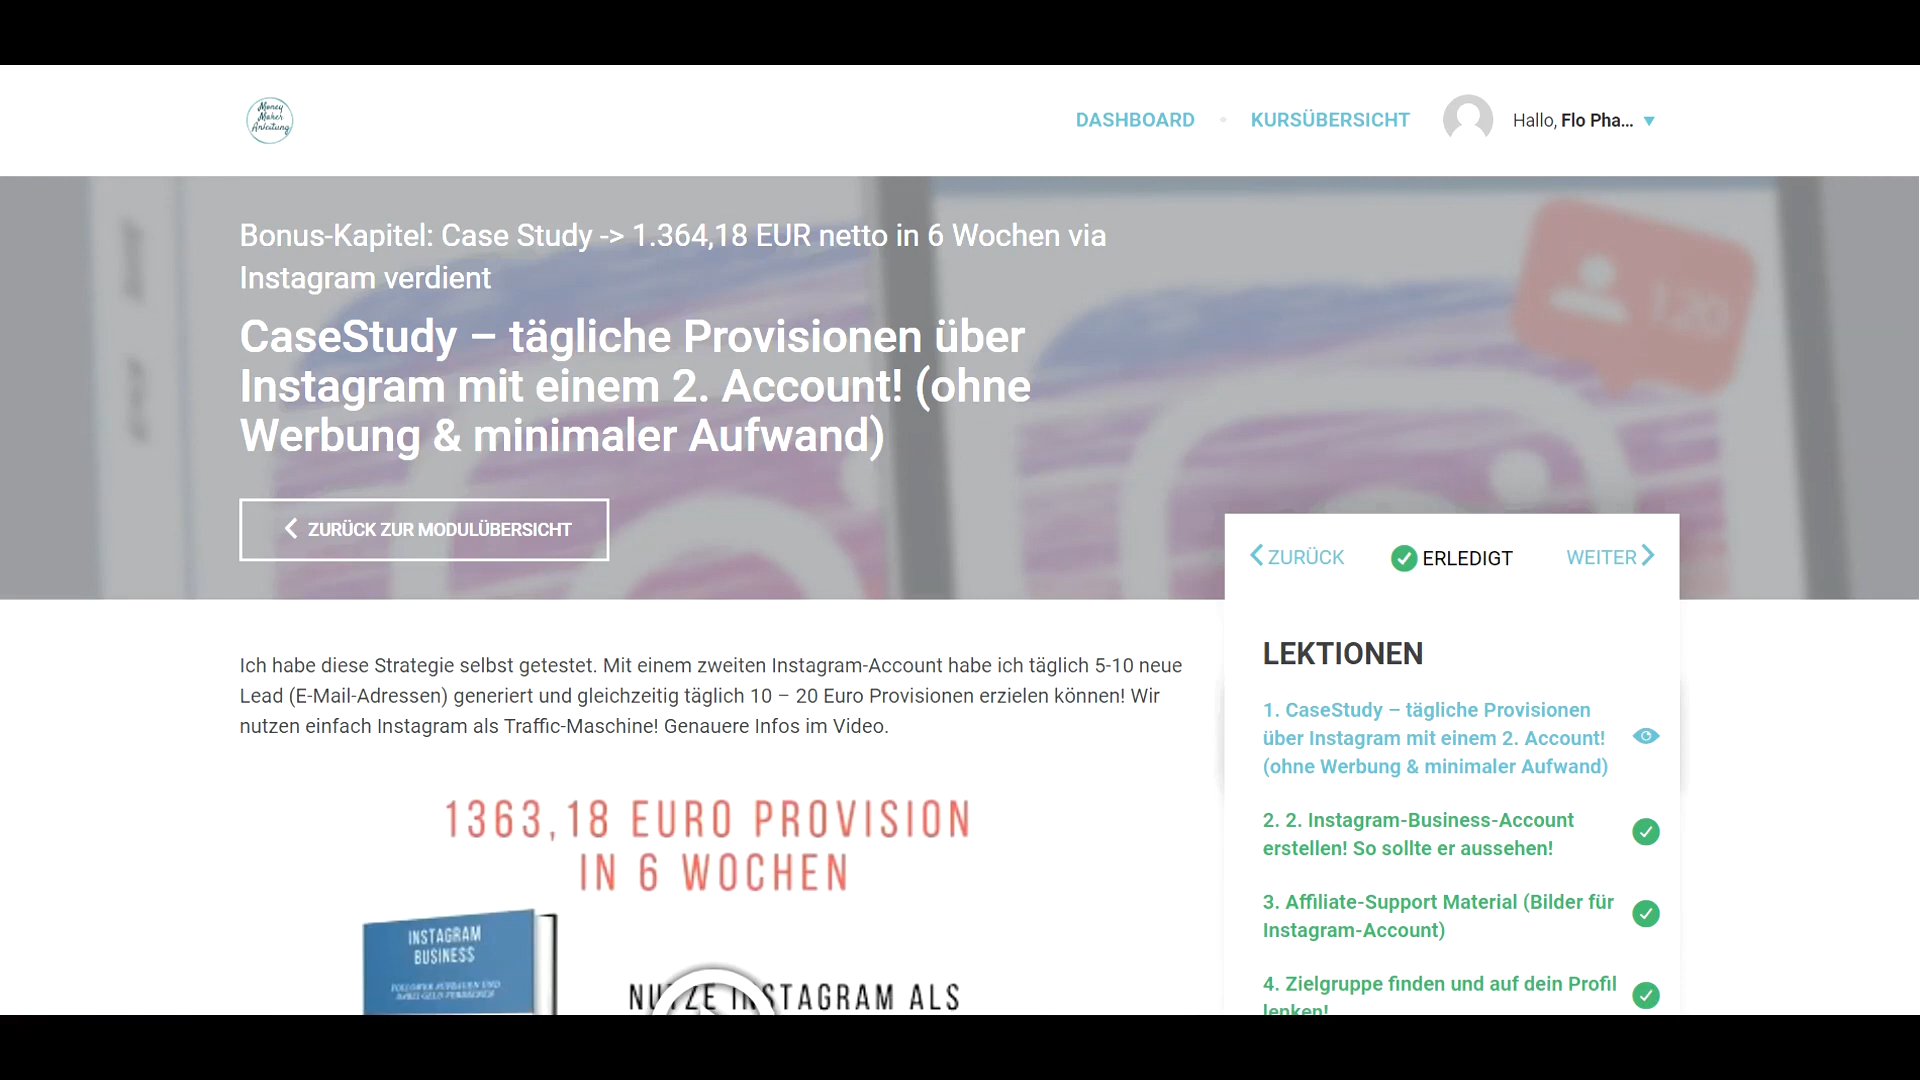 Money
Maker
Anleitung
DASHBOARD
KURSÜBERSICHT
Hallo, Flo Pha...
Bonus-Kapitel: Case Study -> 1.364,18 EUR netto in 6 Wochen via
Instagram verdient
CaseStudy – tägliche Provisionen über
Instagram mit einem 2. Account! (ohne
Werbung & minimaler Aufwand)
ZURÜCK ZUR MODULÜBERSICHT
120
ZURÜCK
ERLEDIGT
WEITER
Ich habe diese Strategie selbst getestet. Mit einem zweiten Instagram-Account habe ich täglich 5-10 neue
Lead (E-Mail-Adressen) generiert und gleichzeitig täglich 10 – 20 Euro Provisionen erzielen können! Wir
nutzen einfach Instagram als Traffic-Maschine! Genauere Infos im Video.
1363,18 EURO PROVISION
IN 6 WOCHEN
INSTAGRAM
BUSINESS
FOLLOWER AUFBAUEN UND
DABEI GELD VERDIENEN
NUTZE INSTAGRAM ALS
LEKTIONEN
1. CaseStudy – tägliche Provisionen
über Instagram mit einem 2. Account!
(ohne Werbung & minimaler Aufwand)
2. 2. Instagram-Business-Account
erstellen! So sollte er aussehen!
3. Affiliate-Support Material (Bilder für
Instagram-Account)
4. Zielgruppe finden und auf dein Profil
lenken!